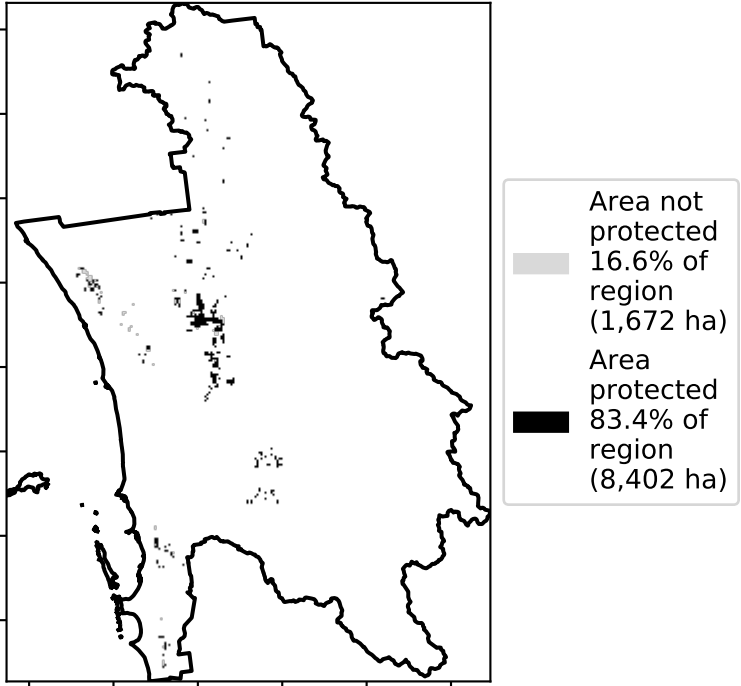 Area not
protected
16.6% of
region
(1,672 ha)
Area
protected
83.4% of
region
(8,402 ha)